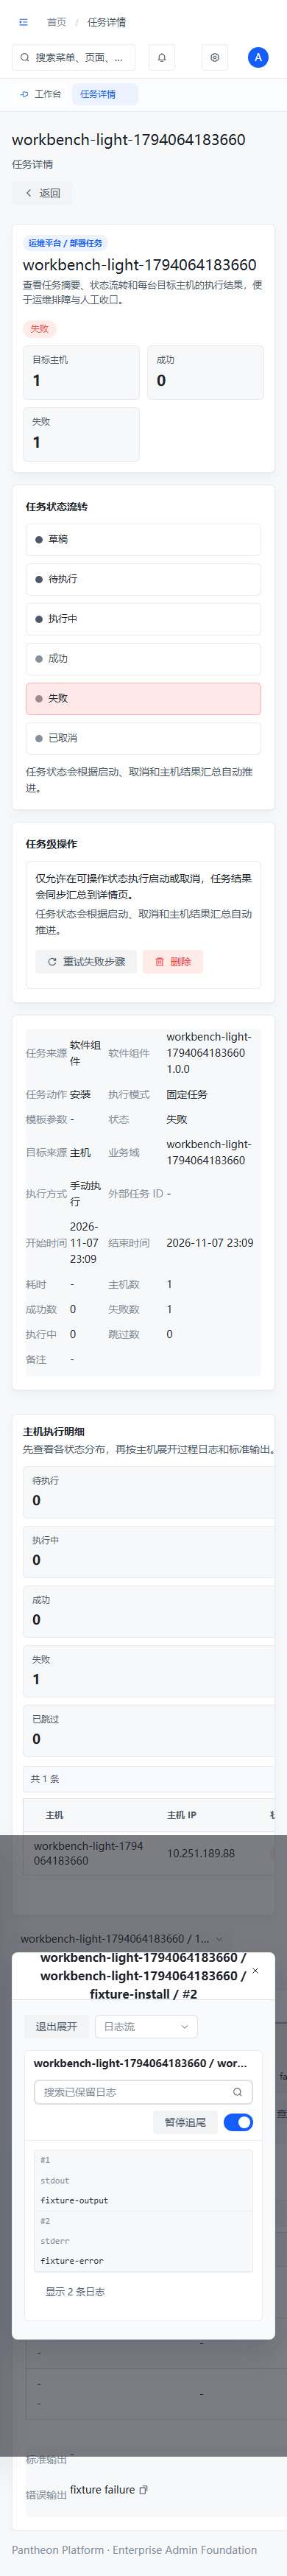 首页 / 任务详情
搜索菜单、页面、...
A
工作台
任务详情
workbench-light-1794064183660
任务详情
返回
运维平台 / 部署任务
workbench-light-1794064183660
查看任务摘要、状态流转和每台目标主机的执行结果，便
于运维排障与人工收口。
失败
目标主机
1
成功
0
失败
1
任务状态流转
草稿
待执行
执行中
成功
失败
已取消
任务状态会根据启动、取消和主机结果汇总自动推
进。
任务级操作
仅允许在可操作状态执行启动或取消，任务结果
会同步汇总到详情页。
任务状态会根据启动、取消和主机结果汇总自动
推进。
重试失败步骤
删除
任务来源 软件组件 软件组件 workbench-light-1794064183660 1.0.0
任务动作 安装 执行模式 固定任务
模板参数 - 状态 失败
目标来源 主机 业务域 workbench-light-1794064183660
执行方式 手动执行 外部任务 ID -
开始时间 2026-11-07 23:09 结束时间 2026-11-07 23:09
耗时 - 主机数 1
成功数 0 失败数 1
执行中 0 跳过数 0
备注 -
主机执行明细
先查看各状态分布，再按主机展开过程日志和标准输出。
待执行
0
执行中
0
成功
0
失败
1
已跳过
0
共 1 条
主机 主机 IP
workbench-light-1794064183660 10.251.189.88
workbench-light-1794064183660 / 1...
workbench-light-1794064183660 /
workbench-light-1794064183660 /
fixture-install / #2
退出展开
日志流
workbench-light-1794064183660 / wor...
搜索已保留日志
暂停追尾
#1
stdout
fixture-output
#2
stderr
fixture-error
显示 2 条日志
-
-
-
-
-
标准输出 -
错误输出 fixture failure
Pantheon Platform · Enterprise Admin Foundation